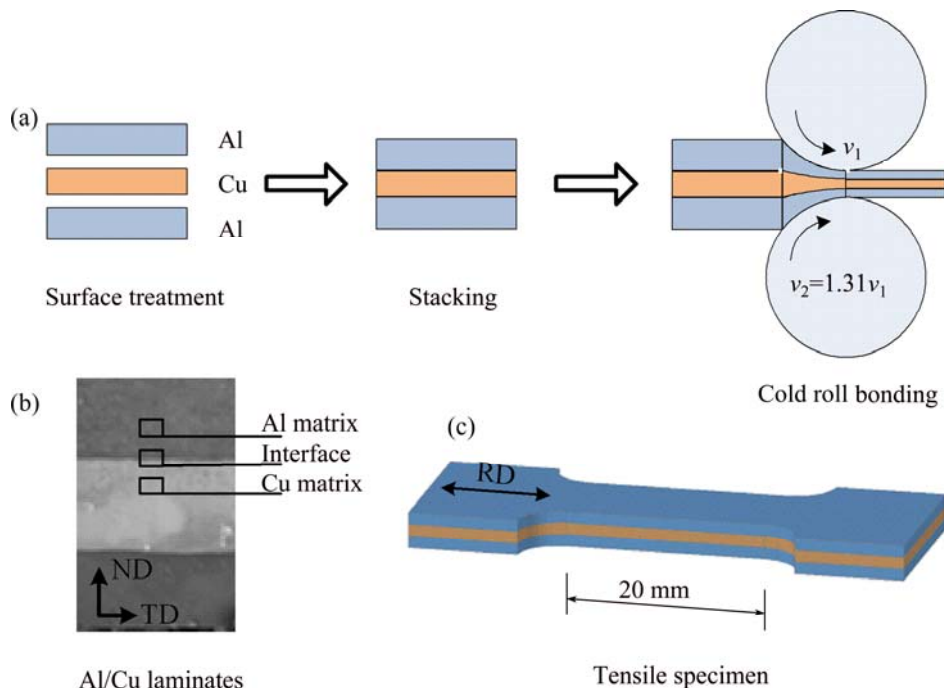 (a)
Al
Cu
Al
Surface treatment
Stacking
v₁
v₂=1.31v₁
Cold roll bonding
(b)
Al matrix
Interface
Cu matrix
ND
TD
Al/Cu laminates
(c)
RD
20 mm
Tensile specimen